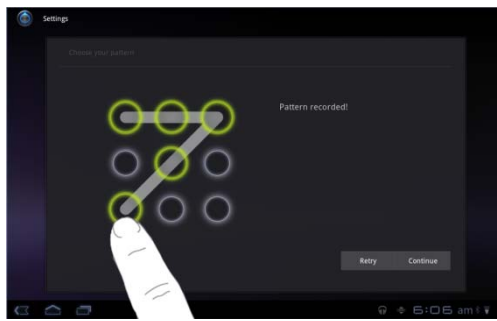 Settings
Choose your pattern
Pattern recorded!
Retry
Continue
6:06 am